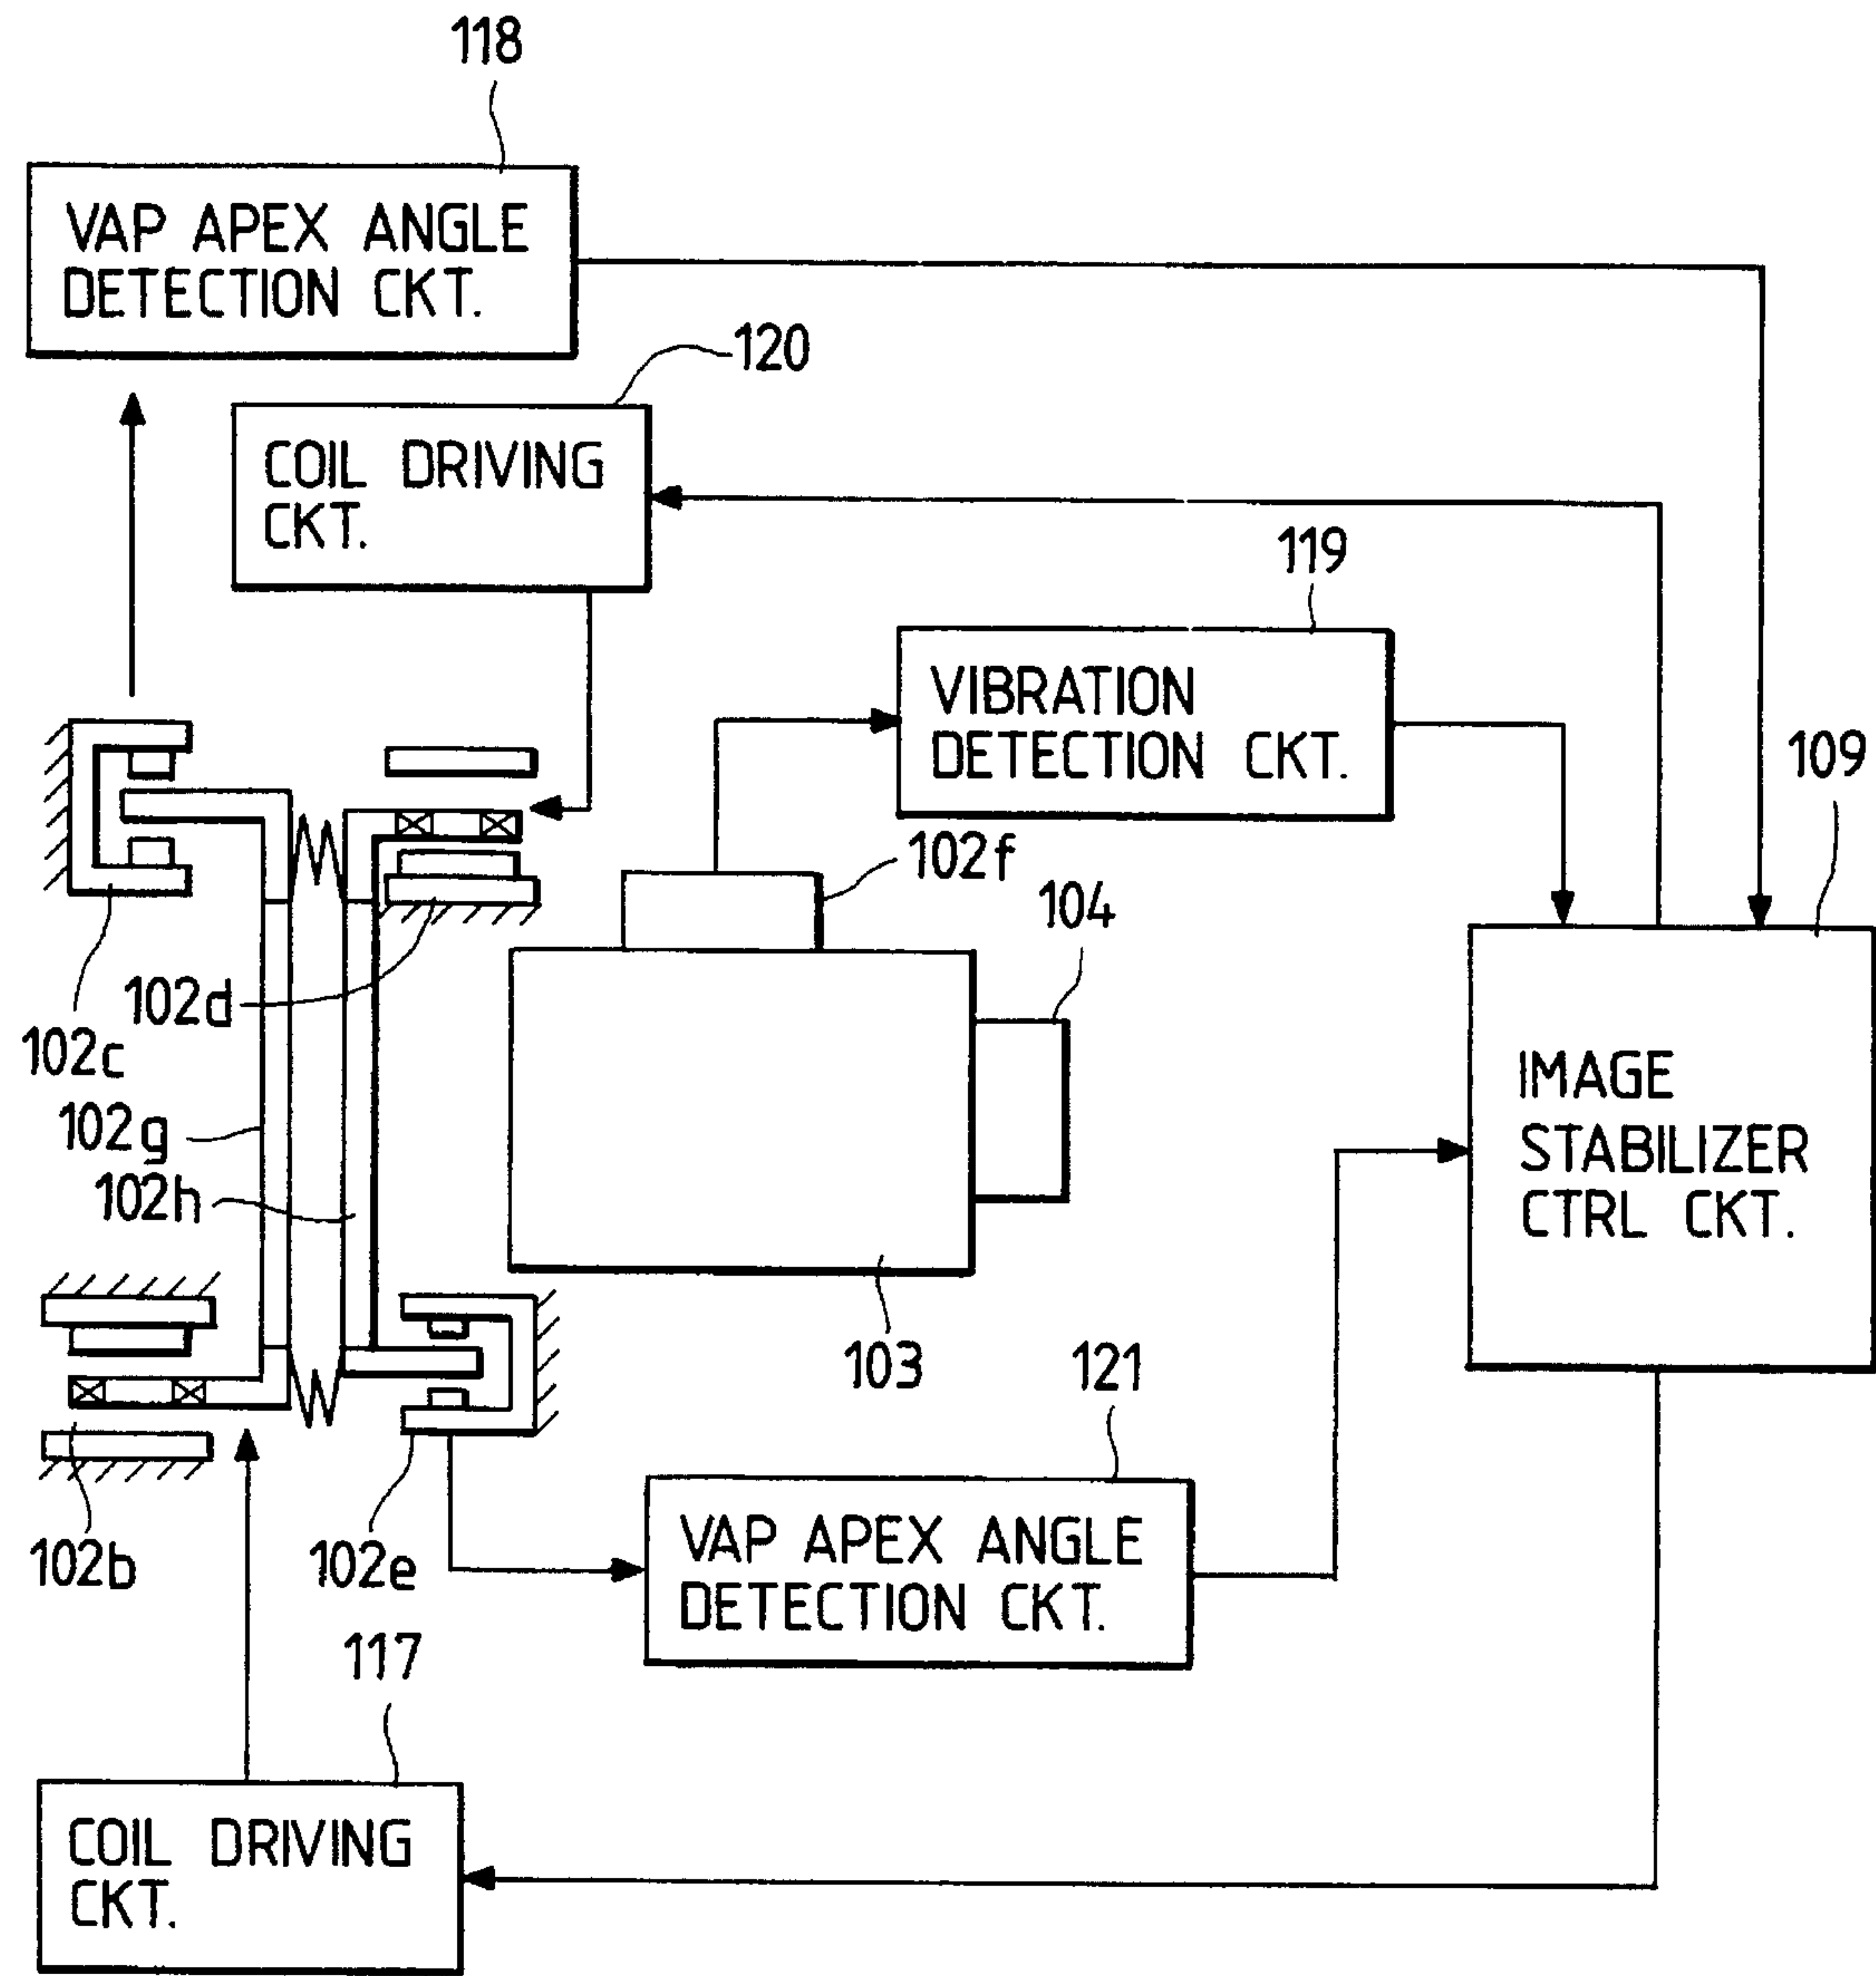 118
VAP APEX ANGLE
DETECTION CKT.
120
COIL DRIVING
CKT.
119
VIBRATION
DETECTION CKT.
109
102f
104
102d
102c
102g
102h
IMAGE
STABILIZER
CTRL CKT.
103
121
102b
102e
VAP APEX ANGLE
DETECTION CKT.
117
COIL DRIVING
CKT.